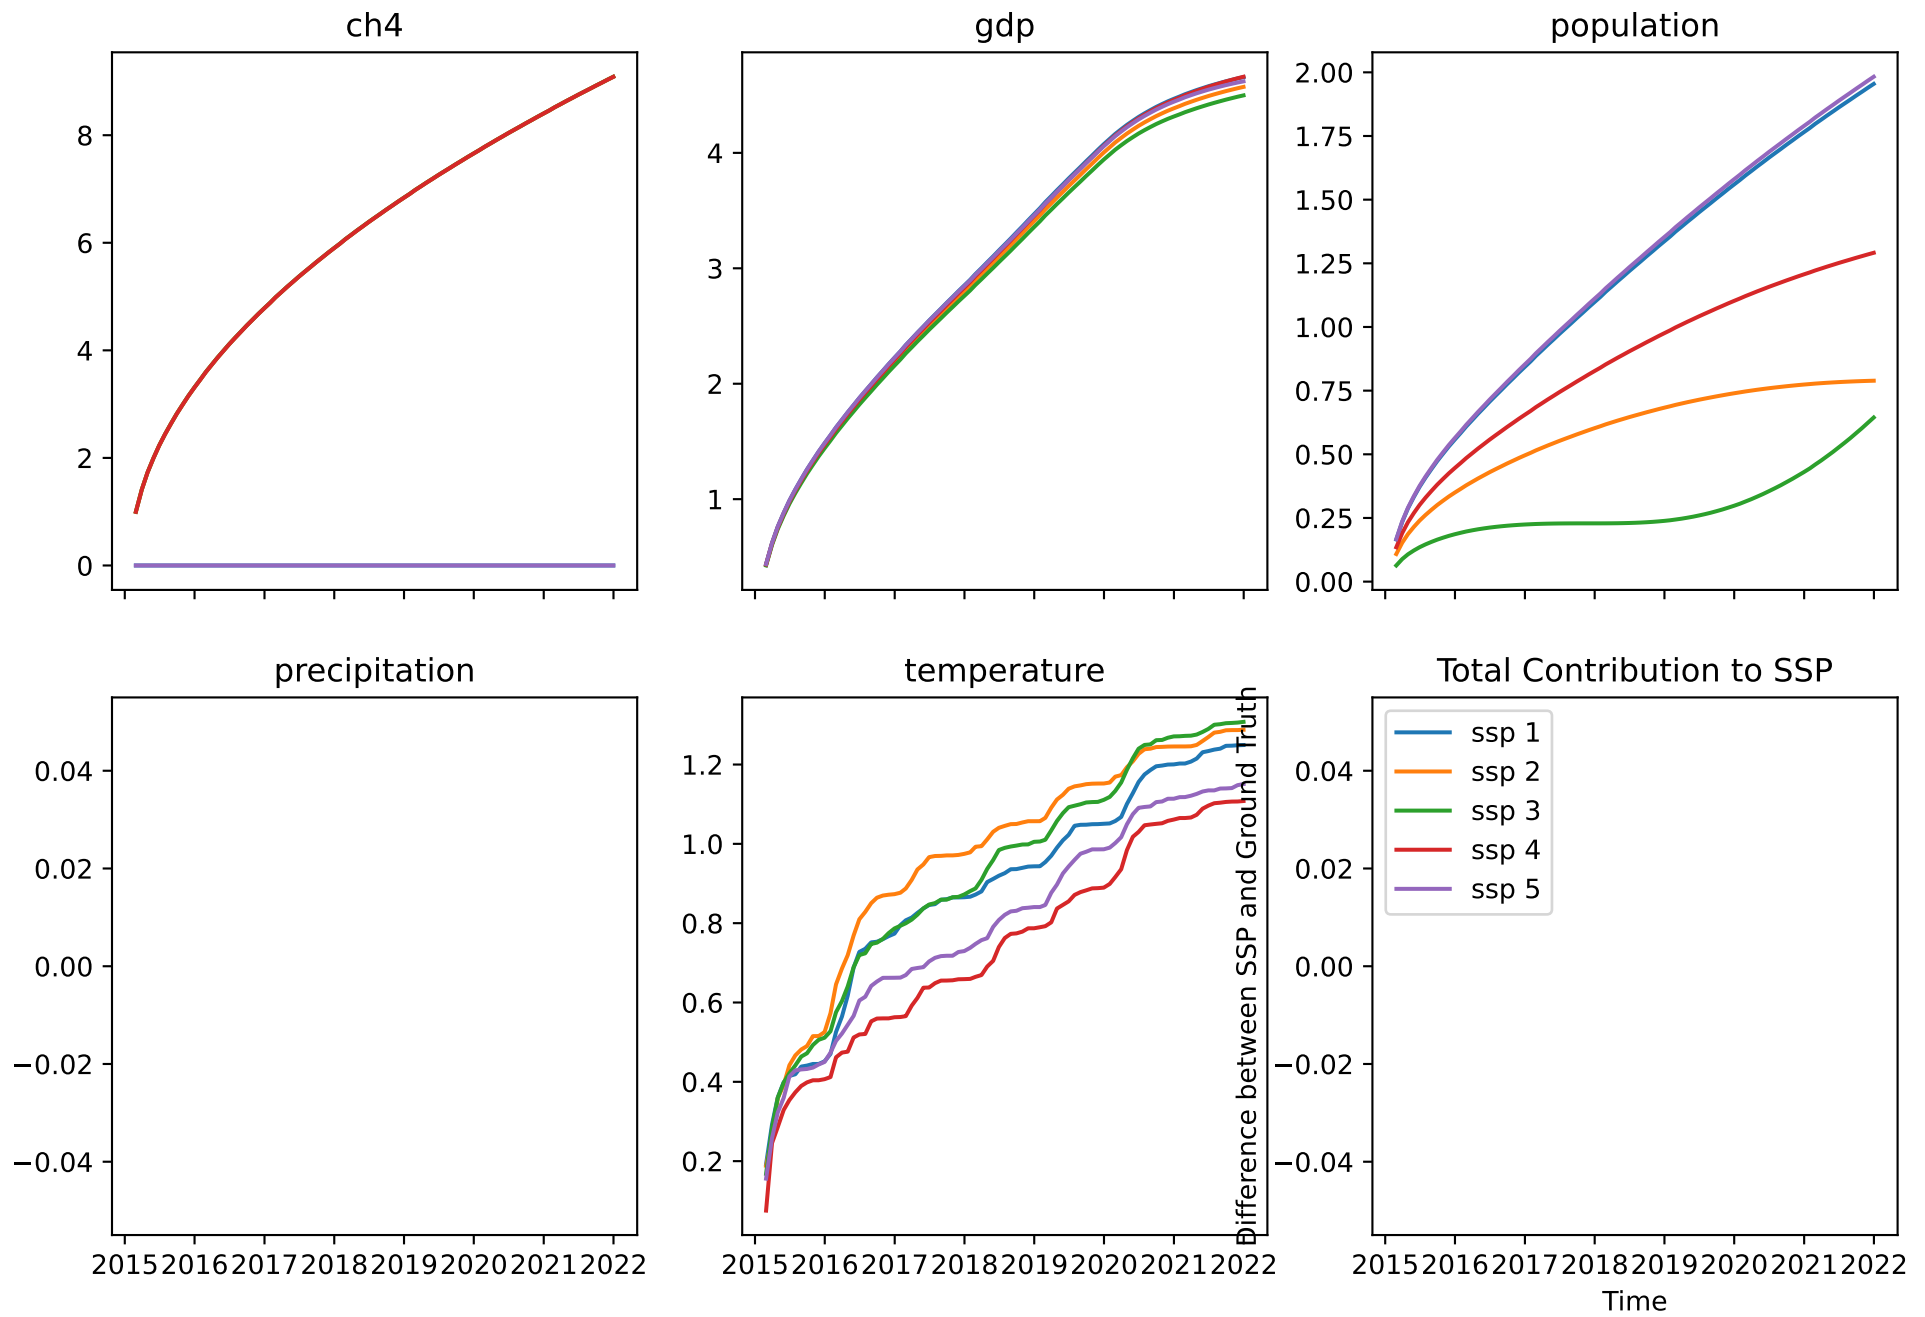 ch4
8
6
4
2
0
gdp
4
3
2
1
population
2.00
1.75
1.50
1.25
1.00
0.75
0.50
0.25
0.00
precipitation
0.04
0.02
0.00
−0.02
−0.04
2015 2016 2017 2018 2019 2020 2021 2022
temperature
1.2
1.0
0.8
0.6
0.4
0.2
2015 2016 2017 2018 2019 2020 2021 2022
Difference between SSP and Ground Truth
Total Contribution to SSP
0.04
0.02
0.00
−0.02
−0.04
ssp 1
ssp 2
ssp 3
ssp 4
ssp 5
2015 2016 2017 2018 2019 2020 2021 2022
Time